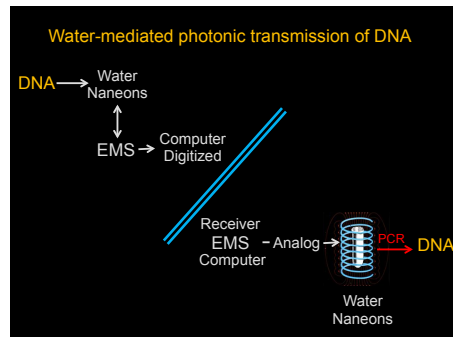 Water-mediated photonic transmission of DNA
DNA
Water
Naneons
EMS
Computer
Digitized
Receiver
EMS
Computer
Analog
PCR
DNA
Water
Naneons